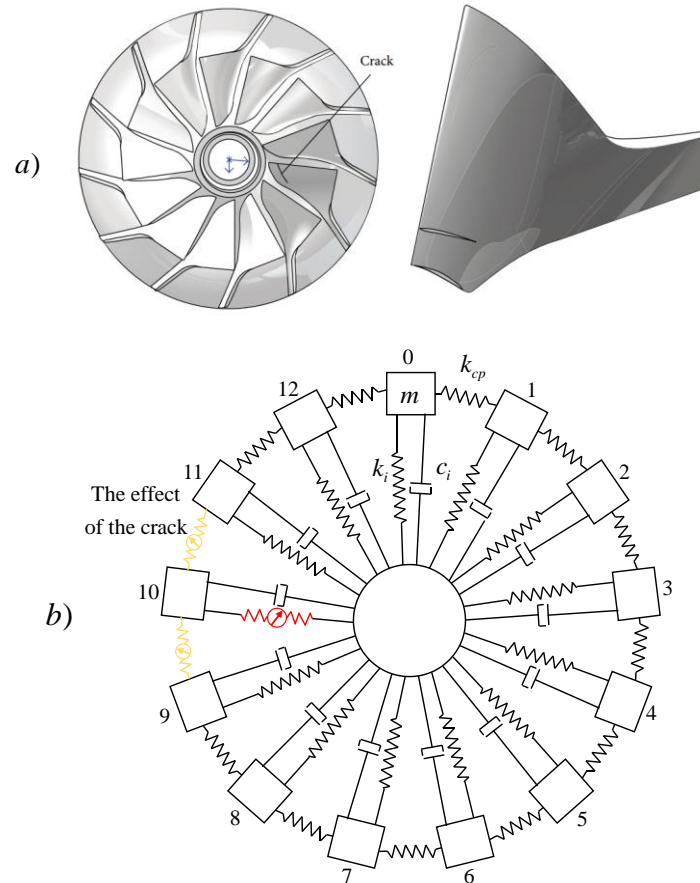 Crack
a)
0
k_cp
12
1
m
11
k_i
c_i
2
The effect
of the crack
10
3
b)
9
4
8
5
7
6